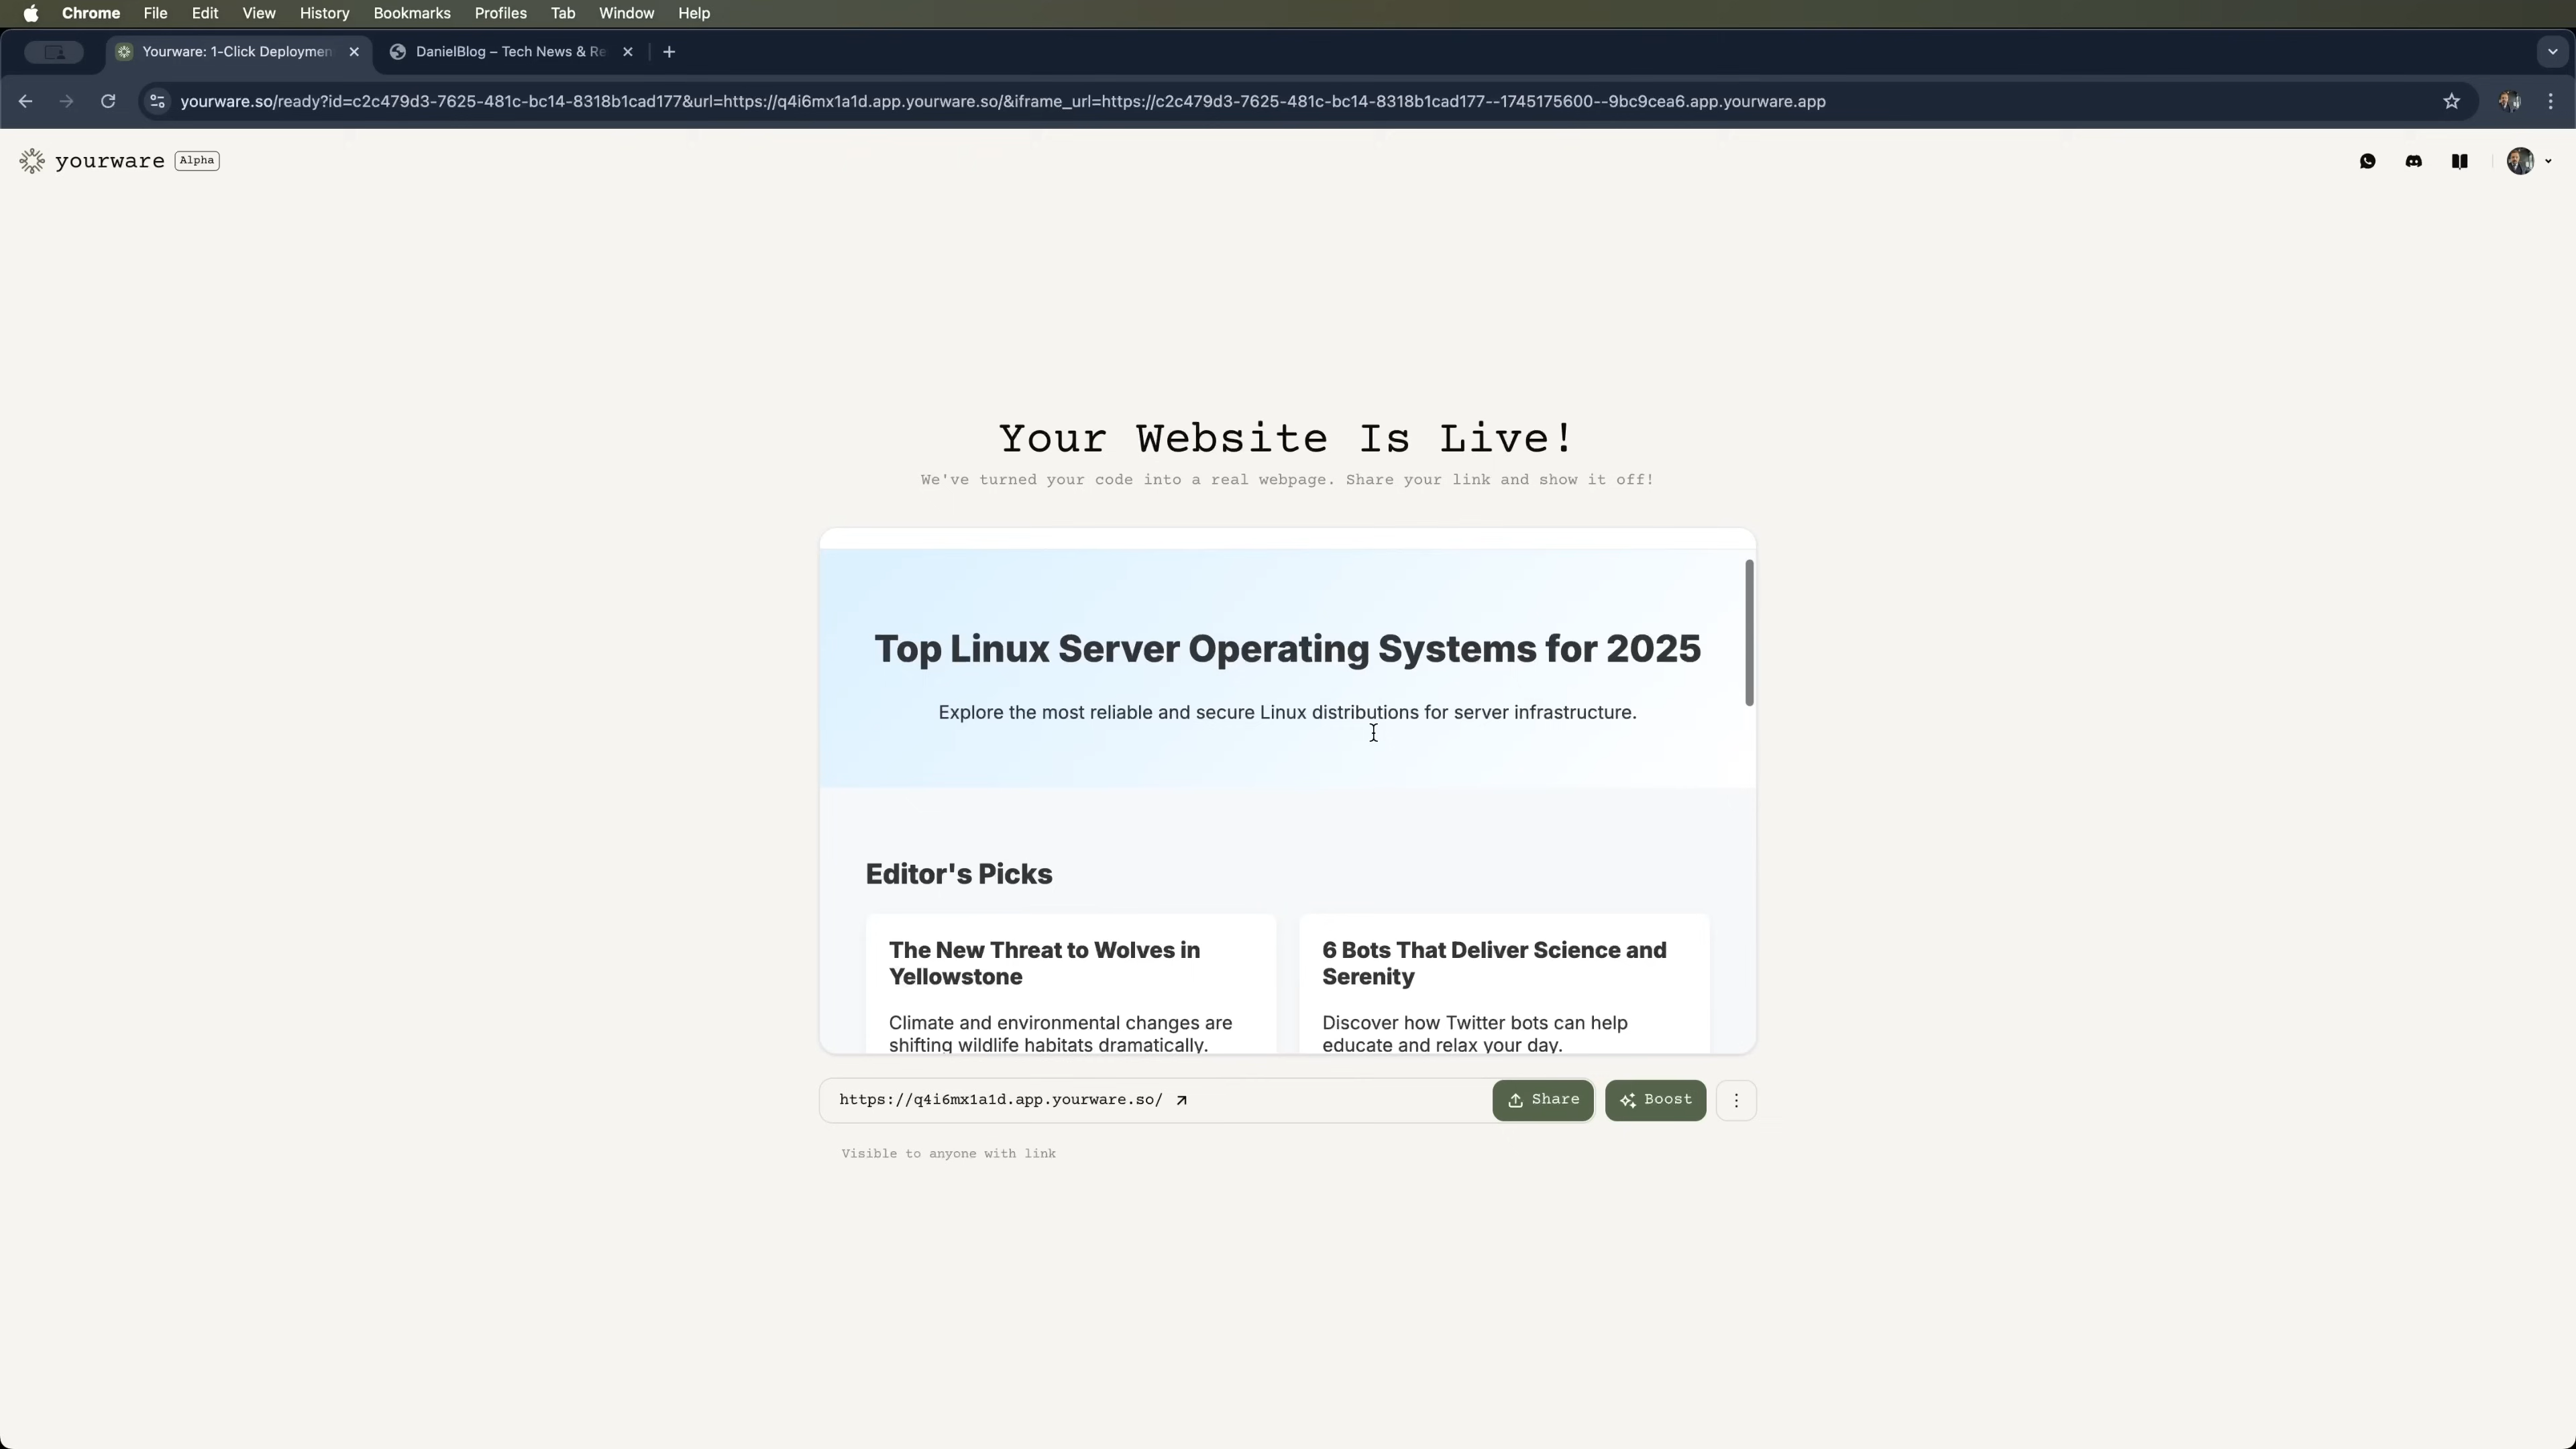 Chrome File Edit View History Bookmarks Profiles Tab Window Help
Yourware: 1-Click Deploymen
DanielBlog – Tech News & Re
yourware.so/ready?id=c2c479d3-7625-481c-bc14-8318b1cad177&url=https://q4i6mx1a1d.app.yourware.so/&iframe_url=https://c2c479d3-7625-481c-bc14-8318b1cad177--1745175600--9bc9cea6.app.yourware.app
yourware Alpha
Your Website Is Live!
We've turned your code into a real webpage. Share your link and show it off!
Top Linux Server Operating Systems for 2025
Explore the most reliable and secure Linux distributions for server infrastructure.
Editor's Picks
The New Threat to Wolves in
Yellowstone
Climate and environmental changes are
shifting wildlife habitats dramatically.
6 Bots That Deliver Science and
Serenity
Discover how Twitter bots can help
educate and relax your day.
https://q4i6mx1a1d.app.yourware.so/
Share
Boost
Visible to anyone with link